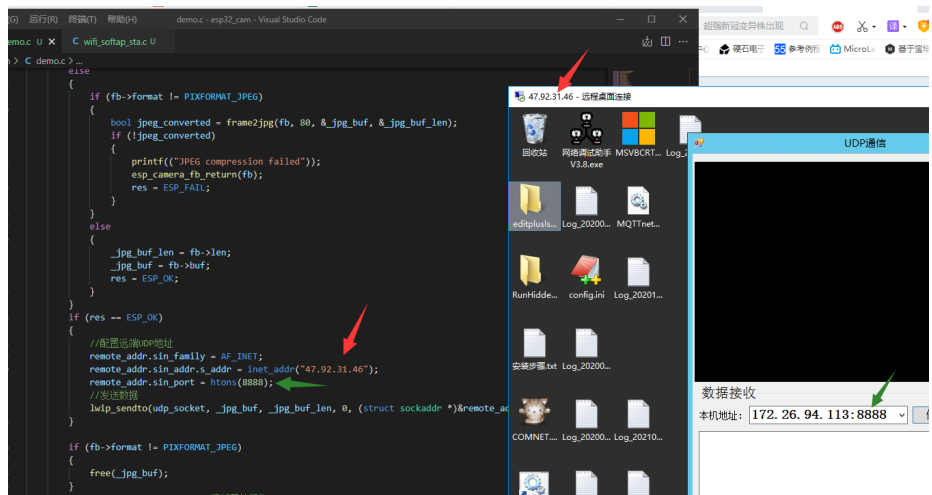 (G) 运行(R) 终端(T) 帮助(H) demo.c - esp32_cam - Visual Studio Code
emo.c U × C wifi_softap_sta.c U
> C demo.c > ...
else
{
if (fb->format != PIXFORMAT_JPEG)
{
bool jpeg_converted = frame2jpg(fb, 80, &_jpg_buf, &_jpg_buf_len);
if (!jpeg_converted)
{
printf(("JPEG compression failed"));
esp_camera_fb_return(fb);
res = ESP_FAIL;
}
}
else
{
_jpg_buf_len = fb->len;
_jpg_buf = fb->buf;
res = ESP_OK;
}
}
if (res == ESP_OK)
{
//配置远端UDP地址
remote_addr.sin_family = AF_INET;
remote_addr.sin_addr.s_addr = inet_addr("47.92.31.46");
remote_addr.sin_port = htons(8888);
//发送数据
lwip_sendto(udp_socket, _jpg_buf, _jpg_buf_len, 0, (struct sockaddr *)&remote_ad
}
if (fb->format != PIXFORMAT_JPEG)
{
free(_jpg_buf);
}
超强新冠变异株出现
译
硬石电子 55 参考例程 MicroL 基于宝塔
47.92.31.46 - 远程桌面连接
回收站 网络调试助手 V3.8.exe MSVBCRT... Log_2
editplusls... Log_20200... MQTTnet...
RunHidde... config.ini Log_20201...
安装步骤.txt Log_20200...
COMNET.... Log_20200... Log_20210...
UDP通信
数据接收
本机地址: 172. 26. 94. 113:8888